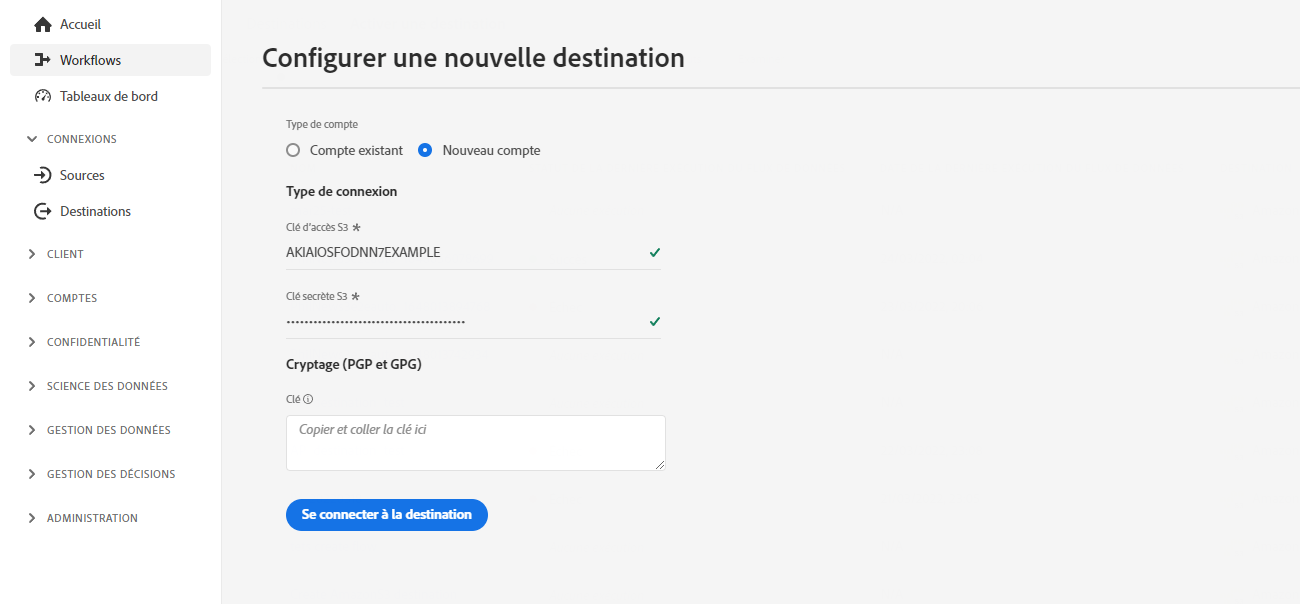 Accueil
Workflows
Tableaux de bord
CONNEXIONS
Sources
Destinations
CLIENT
COMPTES
CONFIDENTIALITÉ
SCIENCE DES DONNÉES
GESTION DES DONNÉES
GESTION DES DÉCISIONS
ADMINISTRATION
Configurer une nouvelle destination
Type de compte
Compte existant Nouveau compte
Type de connexion
Clé d'accès S3 *
AKIAIOSFODNN7EXAMPLE
Clé secrète S3 *
••••••••••••••••••••••••••••••••••••••••
Cryptage (PGP et GPG)
Clé
Copier et coller la clé ici
Se connecter à la destination